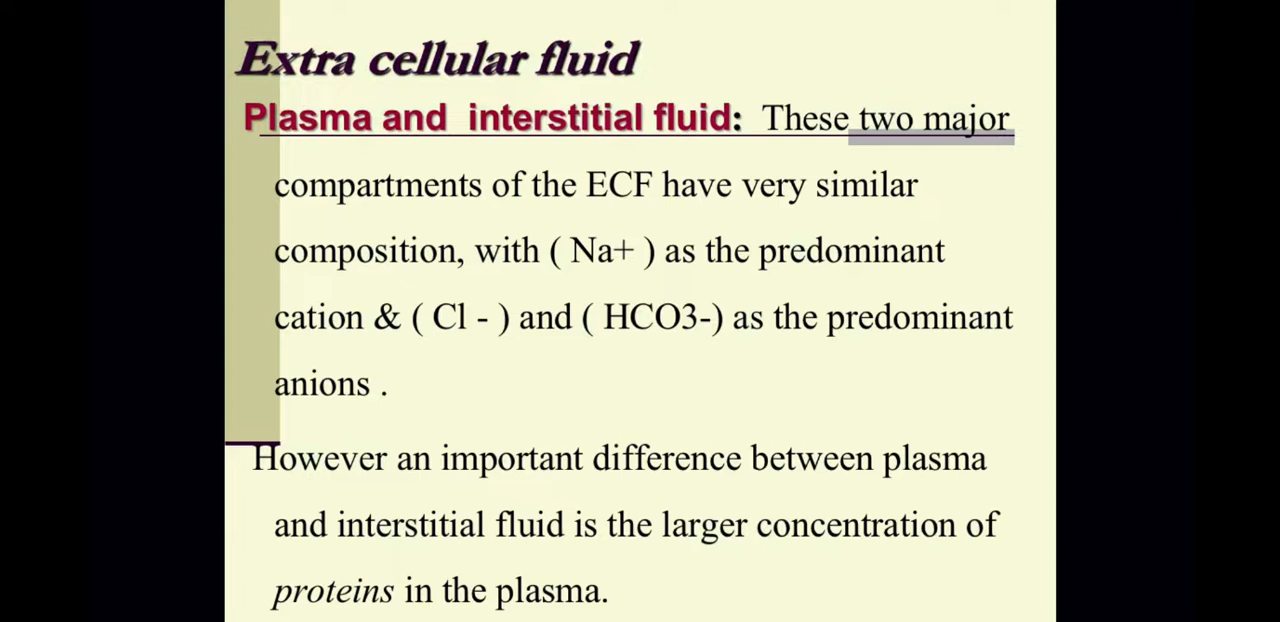 Extra cellular fluid
Plasma and interstitial fluid: These two major
compartments of the ECF have very similar
composition, with ( Na+ ) as the predominant
cation & ( Cl - ) and ( HCO3-) as the predominant
anions .
However an important difference between plasma
and interstitial fluid is the larger concentration of
proteins in the plasma.